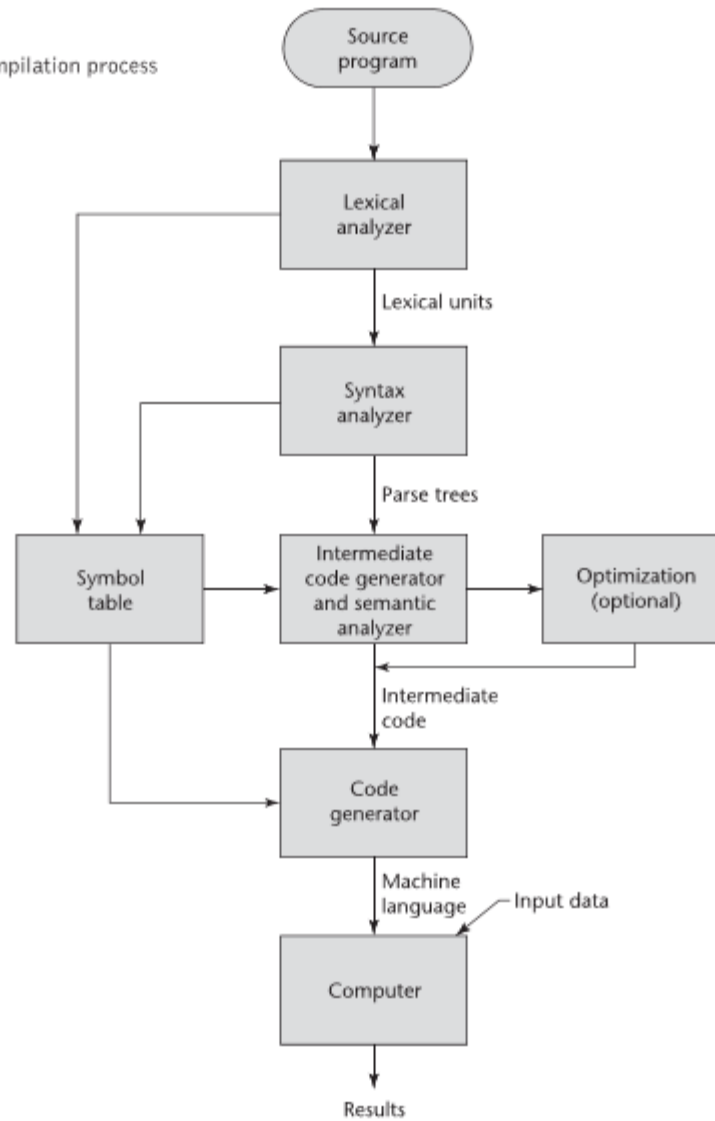 Source
program
mpilation process
Lexical
analyzer
Lexical units
Syntax
analyzer
Parse trees
Symbol
table
Intermediate
code generator
and semantic
analyzer
Optimization
(optional)
Intermediate
code
Code
generator
Machine
language
Input data
Computer
Results